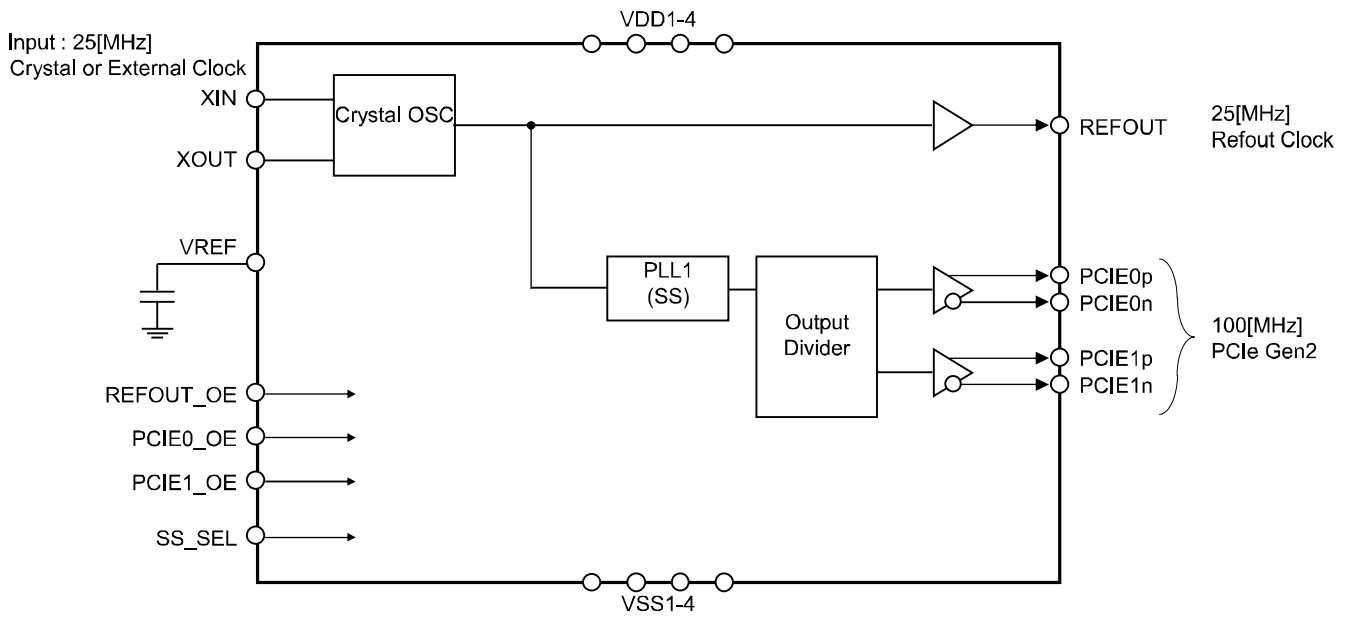 VDD1-4
Input : 25[MHz]
Crystal or External Clock
XIN
Crystal OSC
XOUT
REFOUT
25[MHz]
Refout Clock
VREF
PLL1
(SS)
Output
Divider
PCIE0p
PCIE0n
PCIE1p
PCIE1n
100[MHz]
PCIe Gen2
REFOUT_OE
PCIE0_OE
PCIE1_OE
SS_SEL
VSS1-4